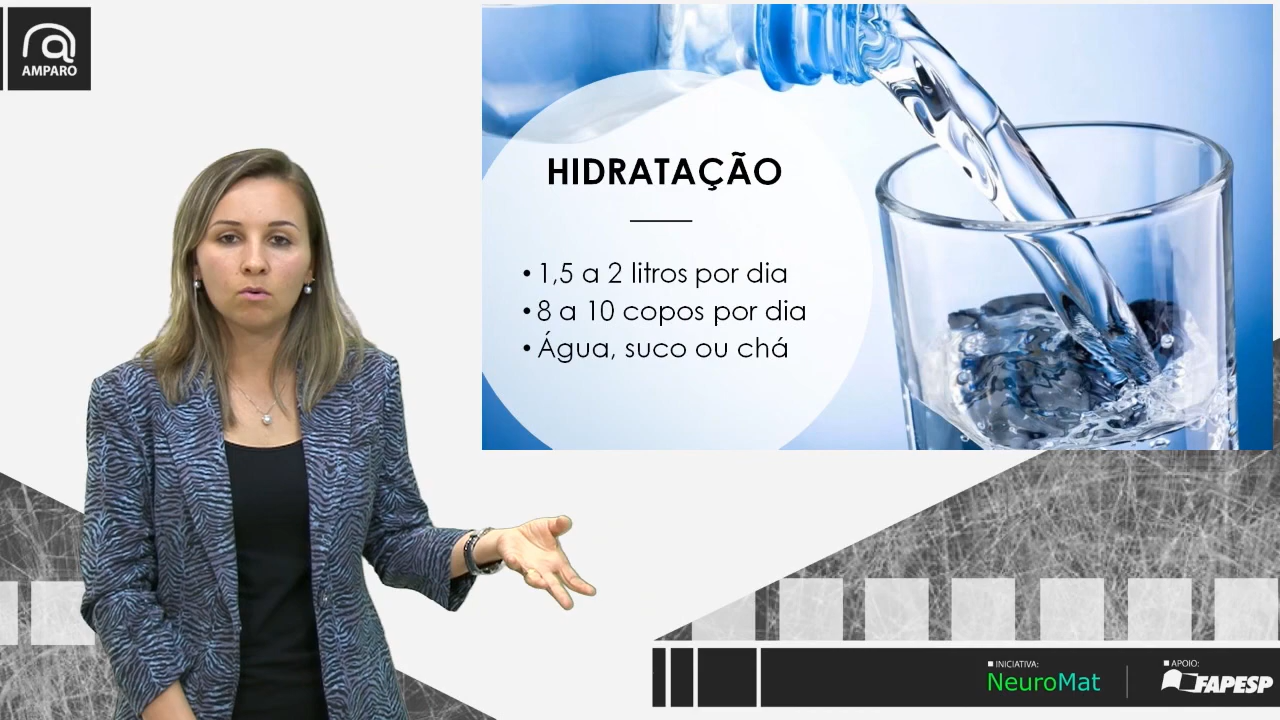 AMPARO
HIDRATAÇÃO
• 1,5 a 2 litros por dia
• 8 a 10 copos por dia
• Água, suco ou chá
INICIATIVA:
NeuroMat
APOIO:
FAPESP